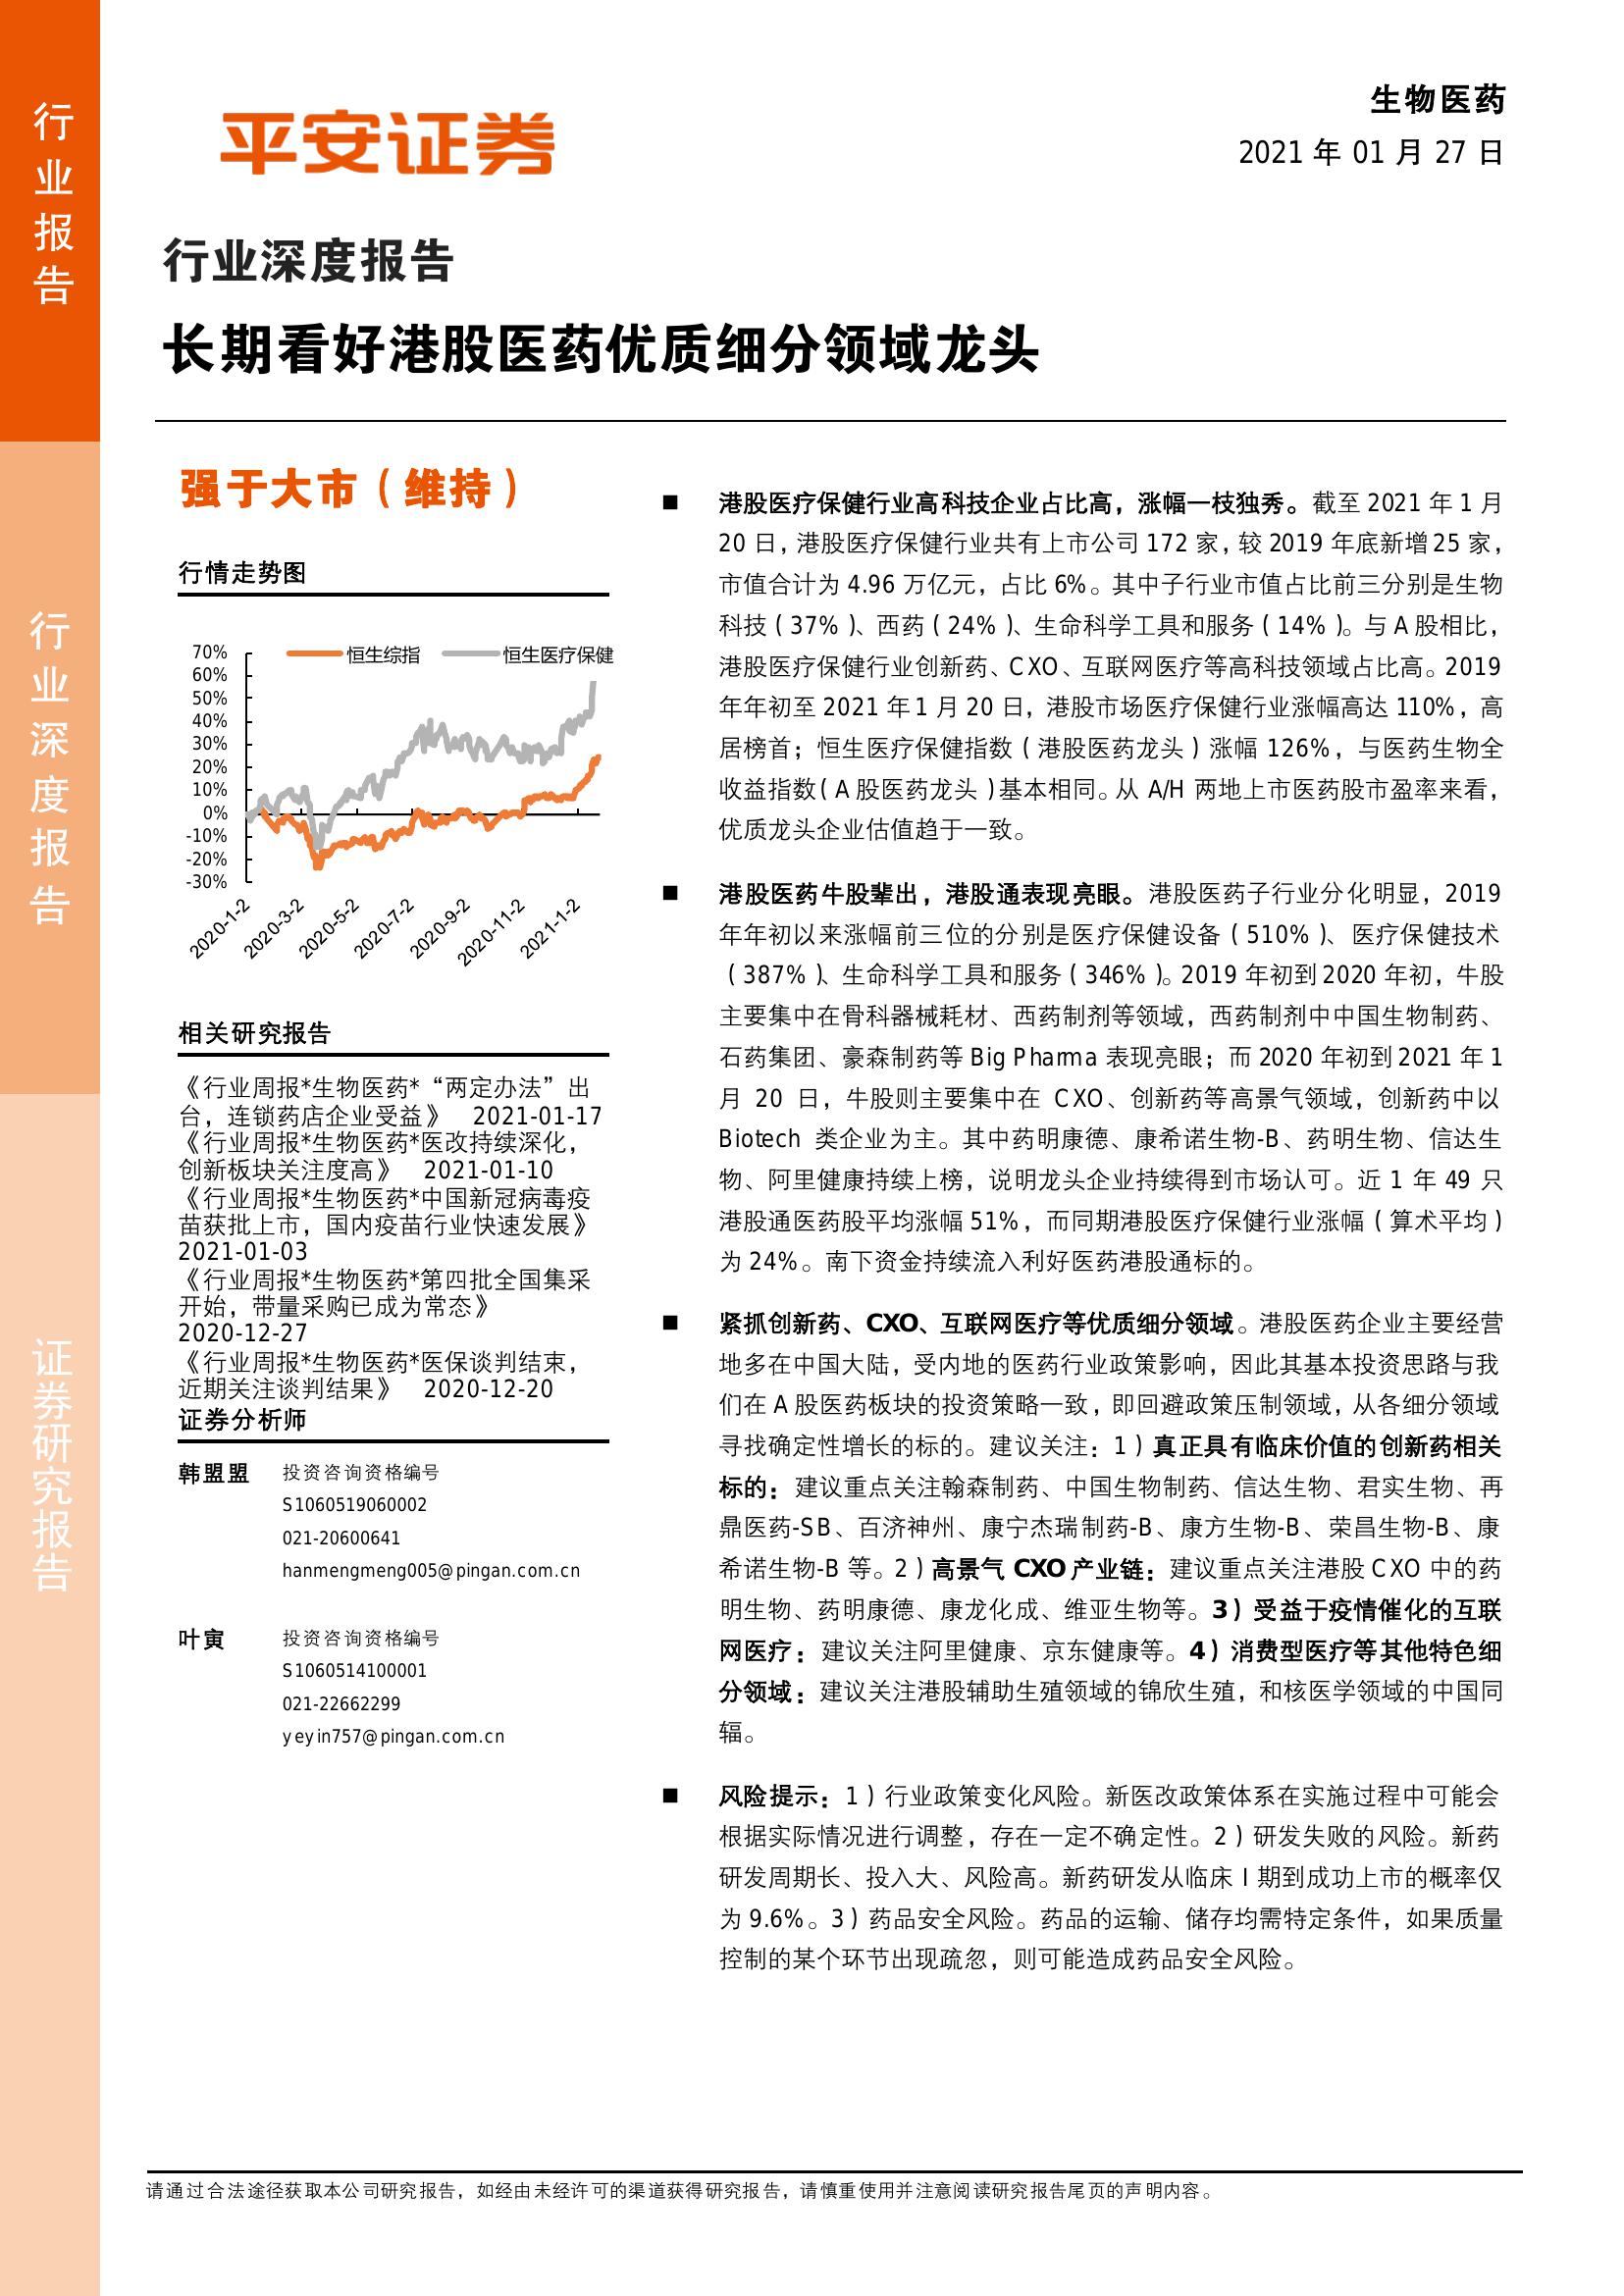 行业报告
行业深度报告
证券研究报告
平安证券
生物医药
2021 年 01 月 27 日
行业深度报告
长期看好港股医药优质细分领域龙头
强于大市（维持）
行情走势图
恒生综指 恒生医疗保健
70%
60%
50%
40%
30%
20%
10%
0%
-10%
-20%
-30%
2020-1-2 2020-3-2 2020-5-2 2020-7-2 2020-9-2 2020-11-2 2021-1-2
相关研究报告
《行业周报*生物医药*“两定办法”出
台，连锁药店企业受益》 2021-01-17
《行业周报*生物医药*医改持续深化，
创新板块关注度高》 2021-01-10
《行业周报*生物医药*中国新冠病毒疫
苗获批上市，国内疫苗行业快速发展》
2021-01-03
《行业周报*生物医药*第四批全国集采
开始，带量采购已成为常态》
2020-12-27
《行业周报*生物医药*医保谈判结束，
近期关注谈判结果》 2020-12-20
证券分析师
韩盟盟 投资咨询资格编号
S1060519060002
021-20600641
hanmengmeng005@pingan.com.cn
叶寅 投资咨询资格编号
S1060514100001
021-22662299
yeyin757@pingan.com.cn
■ 港股医疗保健行业高科技企业占比高，涨幅一枝独秀。截至 2021 年 1 月
20 日，港股医疗保健行业共有上市公司 172 家，较 2019 年底新增 25 家，
市值合计为 4.96 万亿元，占比 6%。其中子行业市值占比前三分别是生物
科技（37%）、西药（24%）、生命科学工具和服务（14%）。与 A 股相比，
港股医疗保健行业创新药、CXO、互联网医疗等高科技领域占比高。2019
年年初至 2021 年 1 月 20 日，港股市场医疗保健行业涨幅高达 110%，高
居榜首；恒生医疗保健指数（港股医药龙头）涨幅 126%，与医药生物全
收益指数（A 股医药龙头）基本相同。从 A/H 两地上市医药股市盈率来看，
优质龙头企业估值趋于一致。
■ 港股医药牛股辈出，港股通表现亮眼。港股医药子行业分化明显，2019
年年初以来涨幅前三位的分别是医疗保健设备（510%）、医疗保健技术
（387%）、生命科学工具和服务（346%）。2019 年初到 2020 年初，牛股
主要集中在骨科器械耗材、西药制剂等领域，西药制剂中中国生物制药、
石药集团、豪森制药等 Big Pharma 表现亮眼；而 2020 年初到 2021 年 1
月 20 日，牛股则主要集中在 CXO、创新药等高景气领域，创新药中以
Biotech 类企业为主。其中药明康德、康希诺生物-B、药明生物、信达生
物、阿里健康持续上榜，说明龙头企业持续得到市场认可。近 1 年 49 只
港股通医药股平均涨幅 51%，而同期港股医疗保健行业涨幅（算术平均）
为 24%。南下资金持续流入利好医药港股通标的。
■ 紧抓创新药、CXO、互联网医疗等优质细分领域。港股医药企业主要经营
地多在中国大陆，受内地的医药行业政策影响，因此其基本投资思路与我
们在 A 股医药板块的投资策略一致，即回避政策压制领域，从各细分领域
寻找确定性增长的标的。建议关注：1）真正具有临床价值的创新药相关
标的：建议重点关注翰森制药、中国生物制药、信达生物、君实生物、再
鼎医药-SB、百济神州、康宁杰瑞制药-B、康方生物-B、荣昌生物-B、康
希诺生物-B 等。2）高景气 CXO 产业链：建议重点关注港股 CXO 中的药
明生物、药明康德、康龙化成、维亚生物等。3）受益于疫情催化的互联
网医疗：建议关注阿里健康、京东健康等。4）消费型医疗等其他特色细
分领域：建议关注港股辅助生殖领域的锦欣生殖，和核医学领域的中国同
辐。
■ 风险提示：1）行业政策变化风险。新医改政策体系在实施过程中可能会
根据实际情况进行调整，存在一定不确定性。2）研发失败的风险。新药
研发周期长、投入大、风险高。新药研发从临床 I 期到成功上市的概率仅
为 9.6%。3）药品安全风险。药品的运输、储存均需特定条件，如果质量
控制的某个环节出现疏忽，则可能造成药品安全风险。
请通过合法途径获取本公司研究报告，如经由未经许可的渠道获得研究报告，请慎重使用并注意阅读研究报告尾页的声明内容。